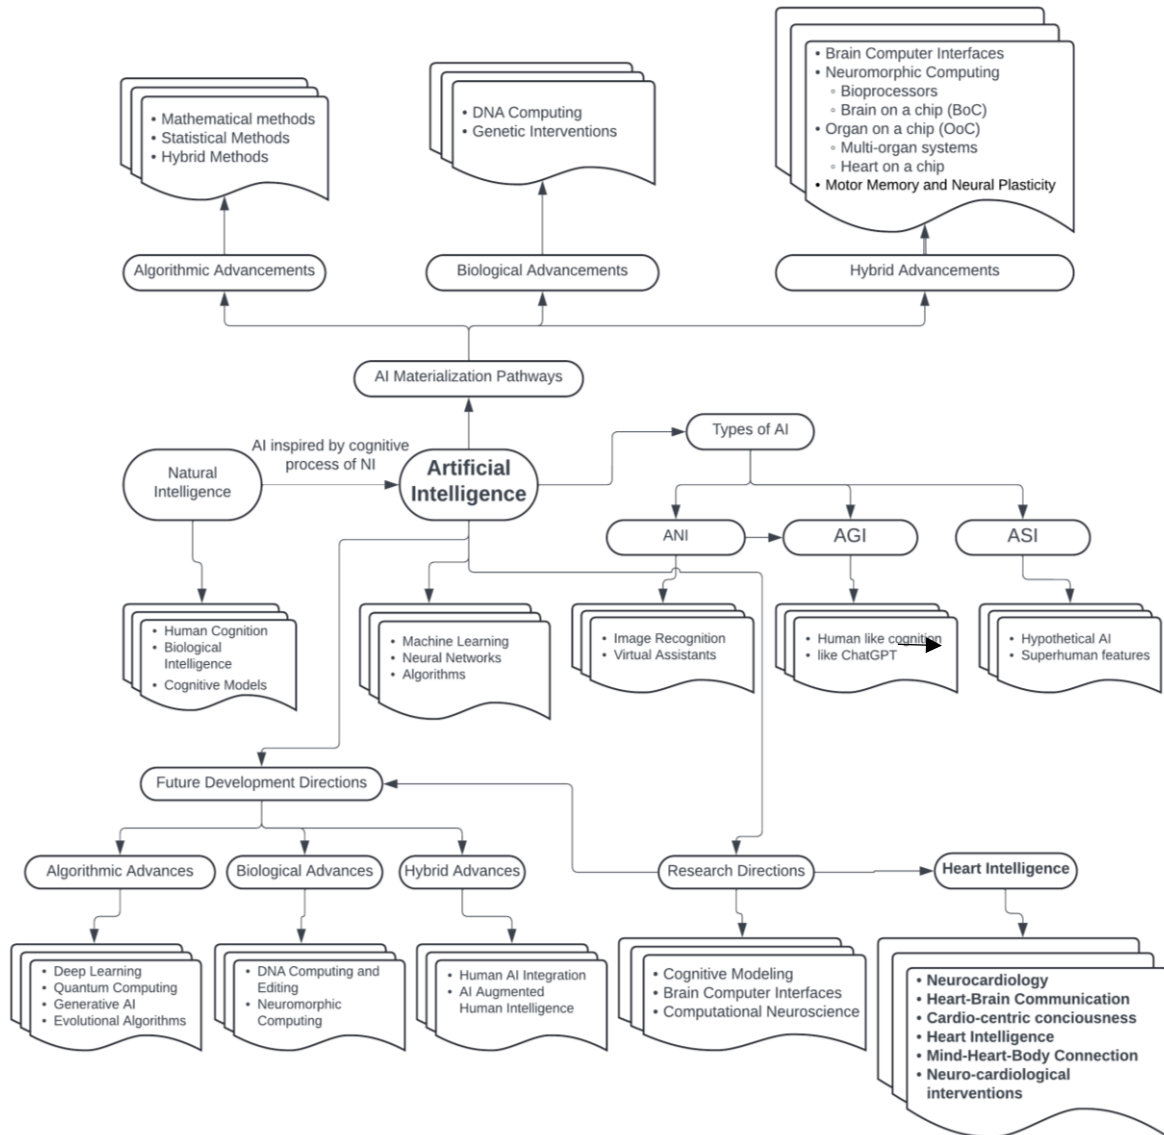 • Brain Computer Interfaces
• Neuromorphic Computing
◦ Bioprocessors
◦ Brain on a chip (BoC)
• Organ on a chip (OoC)
◦ Multi-organ systems
◦ Heart on a chip
• Motor Memory and Neural Plasticity
• Mathematical methods
• Statistical Methods
• Hybrid Methods
• DNA Computing
• Genetic Interventions
Algorithmic Advancements
Biological Advancements
Hybrid Advancements
AI Materialization Pathways
Types of AI
AI inspired by cognitive
process of NI
Natural
Intelligence
Artificial
Intelligence
ANI
AGI
ASI
• Human Cognition
• Biological
Intelligence
• Cognitive Models
• Machine Learning
• Neural Networks
• Algorithms
• Image Recognition
• Virtual Assistants
• Human like cognition
• like ChatGPT
• Hypothetical AI
• Superhuman features
Future Development Directions
Algorithmic Advances
Biological Advances
Hybrid Advances
Research Directions
Heart Intelligence
• Deep Learning
• Quantum Computing
• Generative AI
• Evolutional Algorithms
• DNA Computing and
Editing
• Neuromorphic
Computing
• Human AI Integration
• AI Augmented
Human Intelligence
• Cognitive Modeling
• Brain Computer Interfaces
• Computational Neuroscience
• Neurocardiology
• Heart-Brain Communication
• Cardio-centric conciousness
• Heart Intelligence
• Mind-Heart-Body Connection
• Neuro-cardiological
interventions